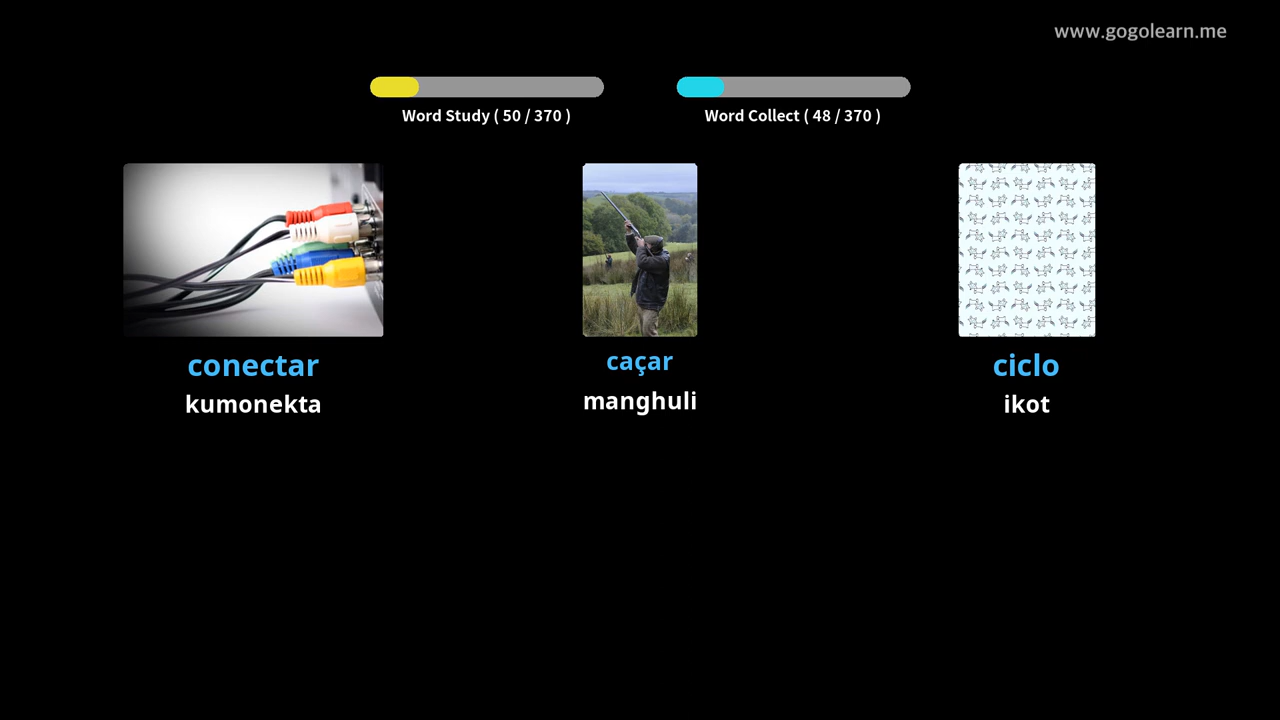 www.gogolearn.me
Word Study ( 50 / 370 )
Word Collect ( 48 / 370 )
conectar
kumonekta
caçar
manghuli
ciclo
ikot